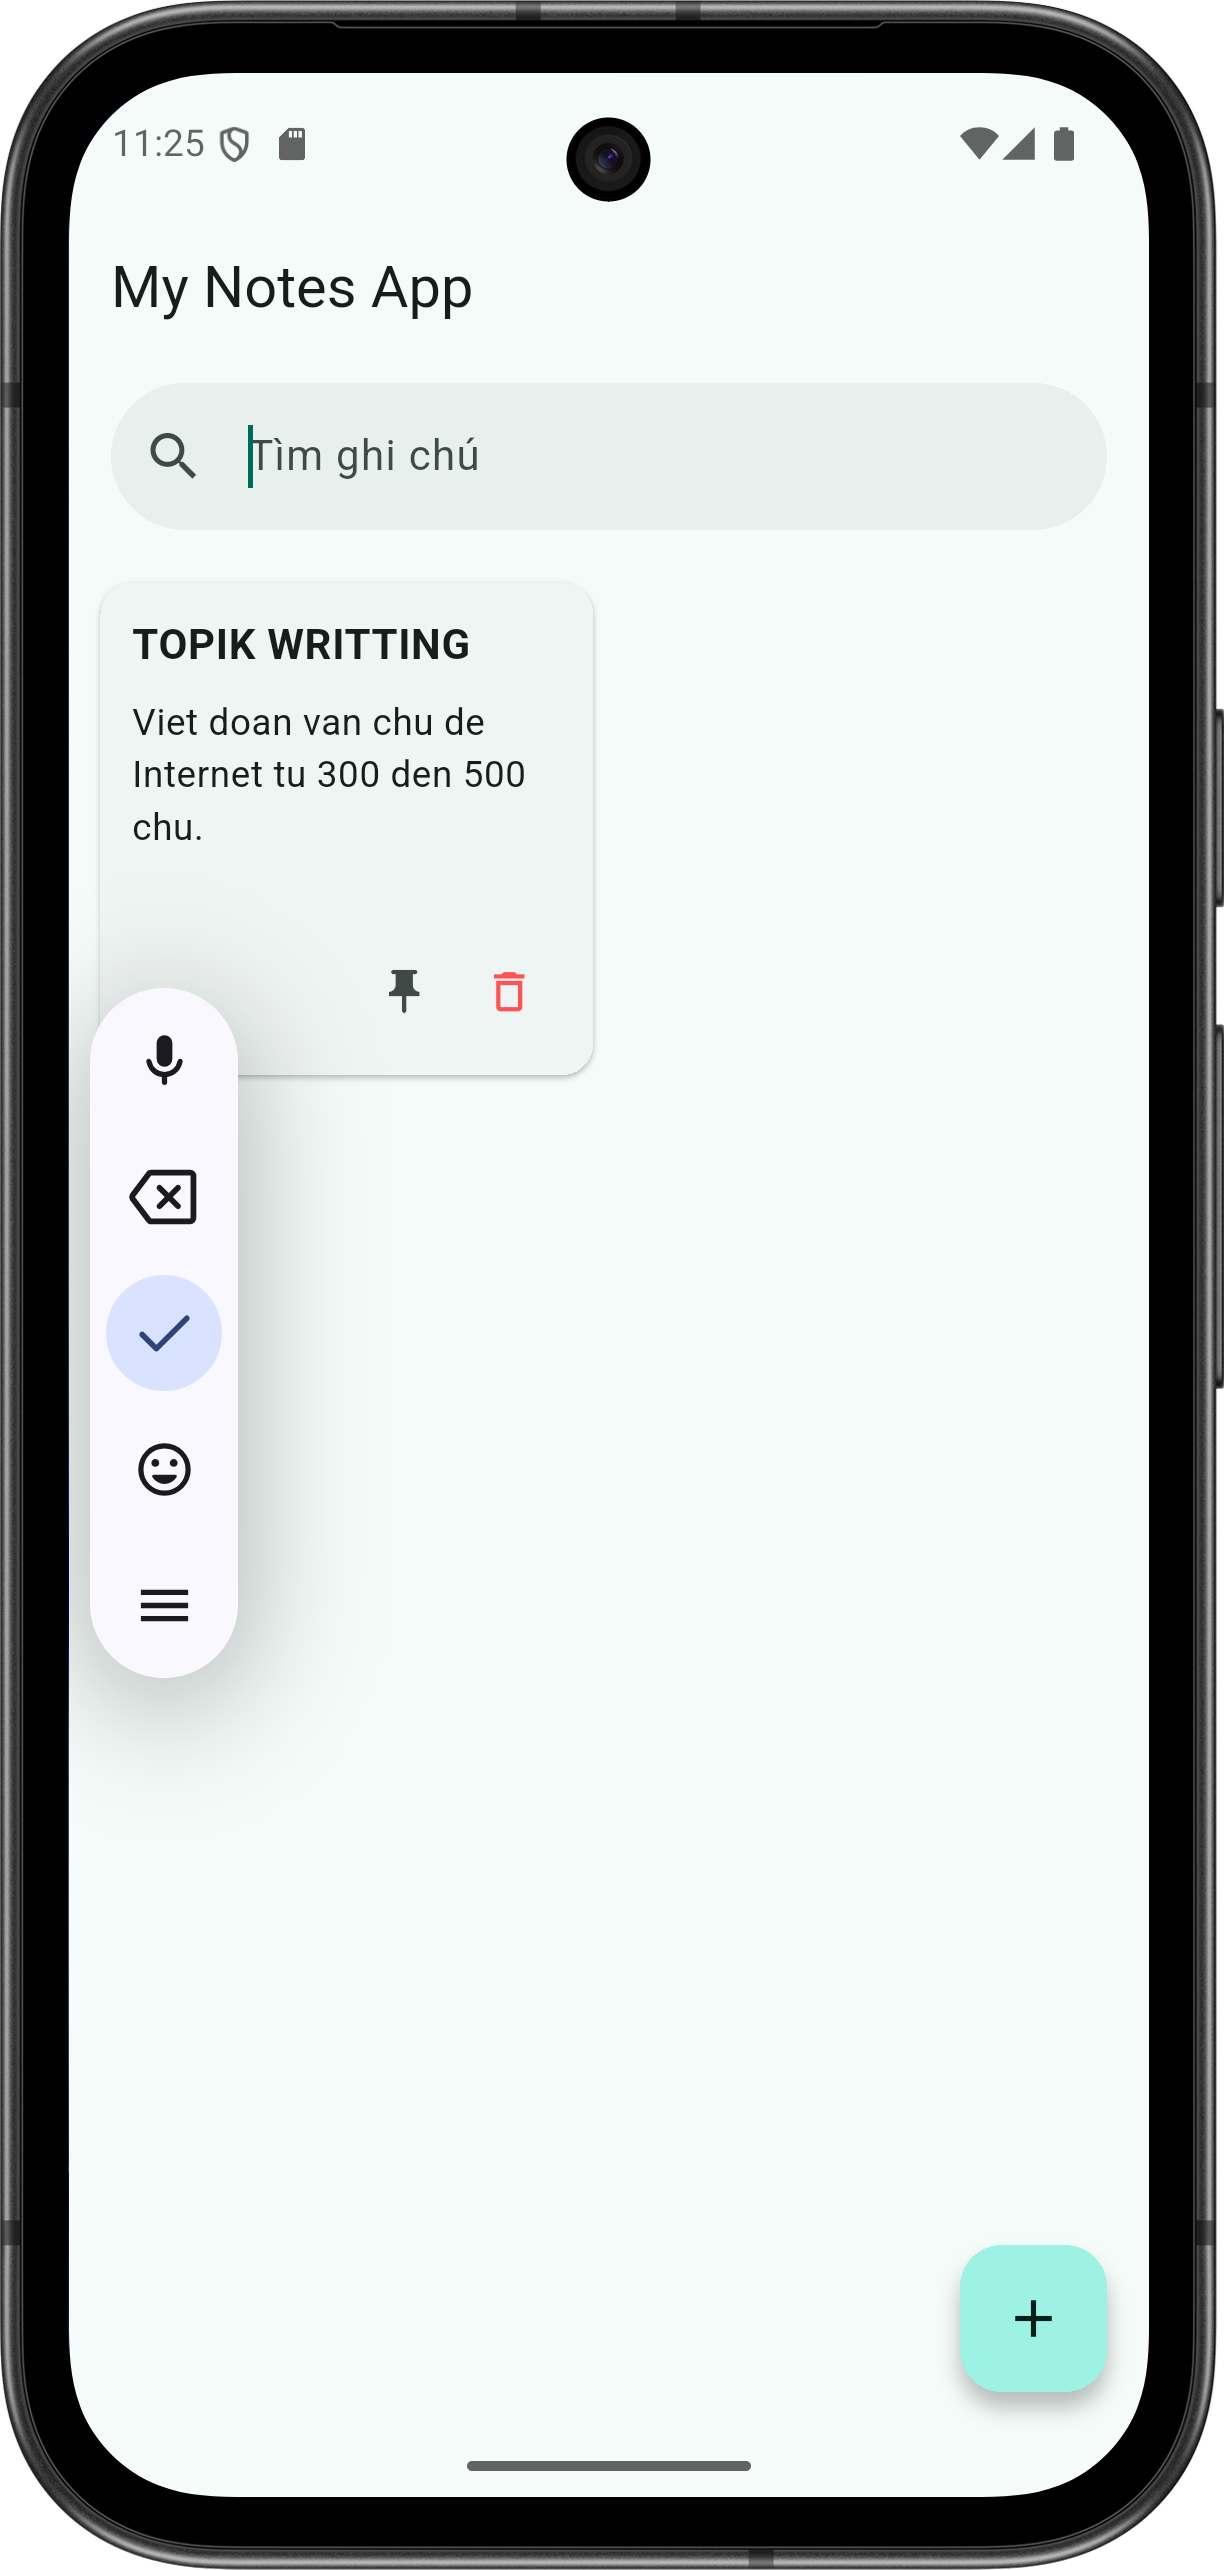 11:25
My Notes App
Tìm ghi chú
TOPIK WRITTING
Viet doan van chu de
Internet tu 300 den 500
chu.